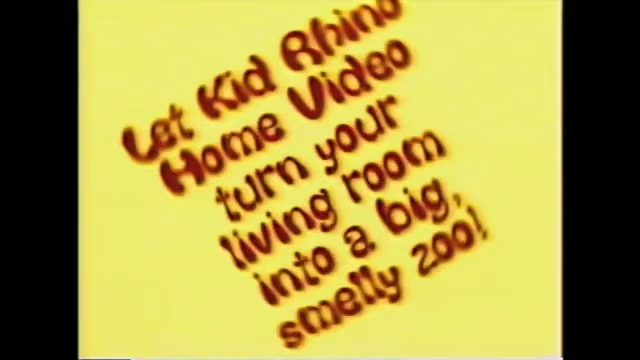 Let Kid Rhino
Home Video
turn your
living room
into a big,
smelly zoo!